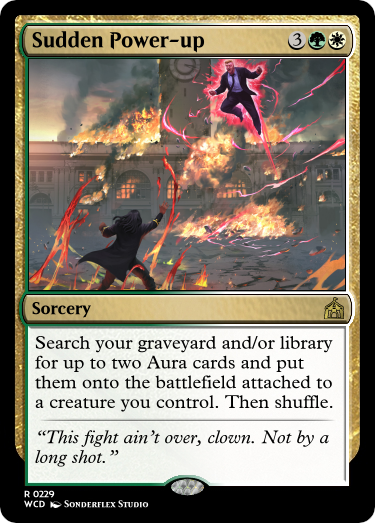 Sudden Power-up 3
Sorcery
Search your graveyard and/or library
for up to two Aura cards and put
them onto the battlefield attached to
a creature you control. Then shuffle.
“This fight ain’t over, clown. Not by a
long shot.”
R 0229
WCD Sonderflex Studio